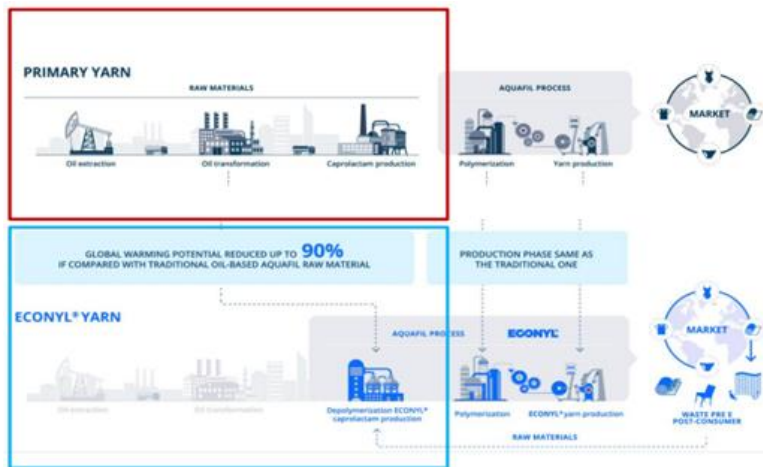 PRIMARY YARN
RAW MATERIALS
Oil extraction
Oil transformation
Caprolactam production
AQUAFIL PROCESS
Polymerization
Yarn production
MARKET
GLOBAL WARMING POTENTIAL REDUCED UP TO 90%
IF COMPARED WITH TRADITIONAL OIL-BASED AQUAFIL RAW MATERIAL
PRODUCTION PHASE SAME AS
THE TRADITIONAL ONE
ECONYL® YARN
AQUAFIL PROCESS
ECONYL®
MARKET
Oil extraction
Oil transformation
Depolymerization ECONYL®
caprolactam production
Polymerization
ECONYL® yarn production
WASTE PRE E
POST-CONSUMER
RAW MATERIALS